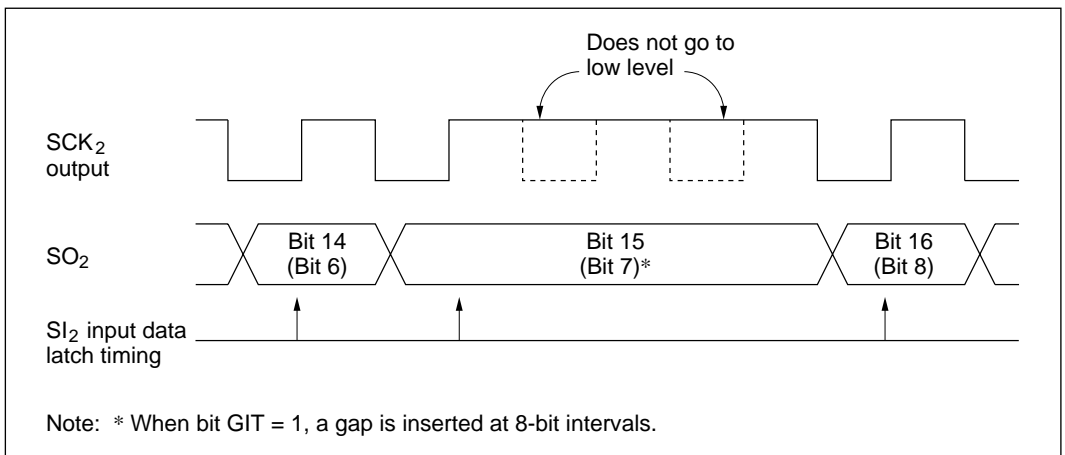 Does not go to
low level
SCK2
output
SO2
Bit 14
(Bit 6)
Bit 15
(Bit 7)*
Bit 16
(Bit 8)
SI2 input data
latch timing
Note: * When bit GIT = 1, a gap is inserted at 8-bit intervals.